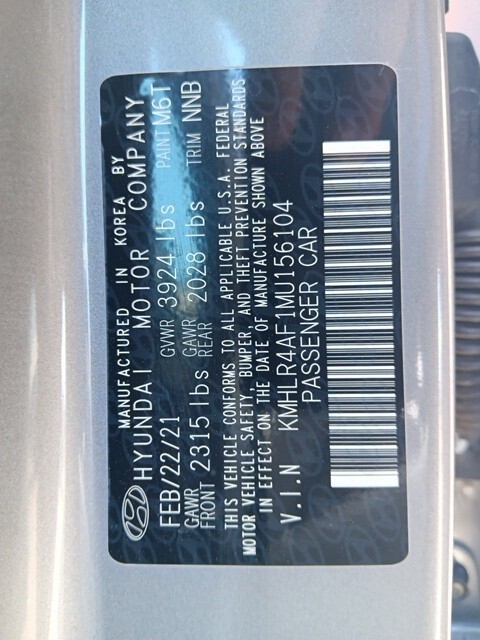 MANUFACTURED IN KOREA BY
HYUNDAI MOTOR COMPANY
FEB/22/21 GVWR 3924 lbs PAINT M6T
GAWR FRONT 2315 lbs GAWR REAR 2028 lbs TRIM NNB
THIS VEHICLE CONFORMS TO ALL APPLICABLE U.S.A. FEDERAL
MOTOR VEHICLE SAFETY, BUMPER, AND THEFT PREVENTION STANDARDS
IN EFFECT ON THE DATE OF MANUFACTURE SHOWN ABOVE
V.I.N KMHLR4AF1MU156104
PASSENGER CAR